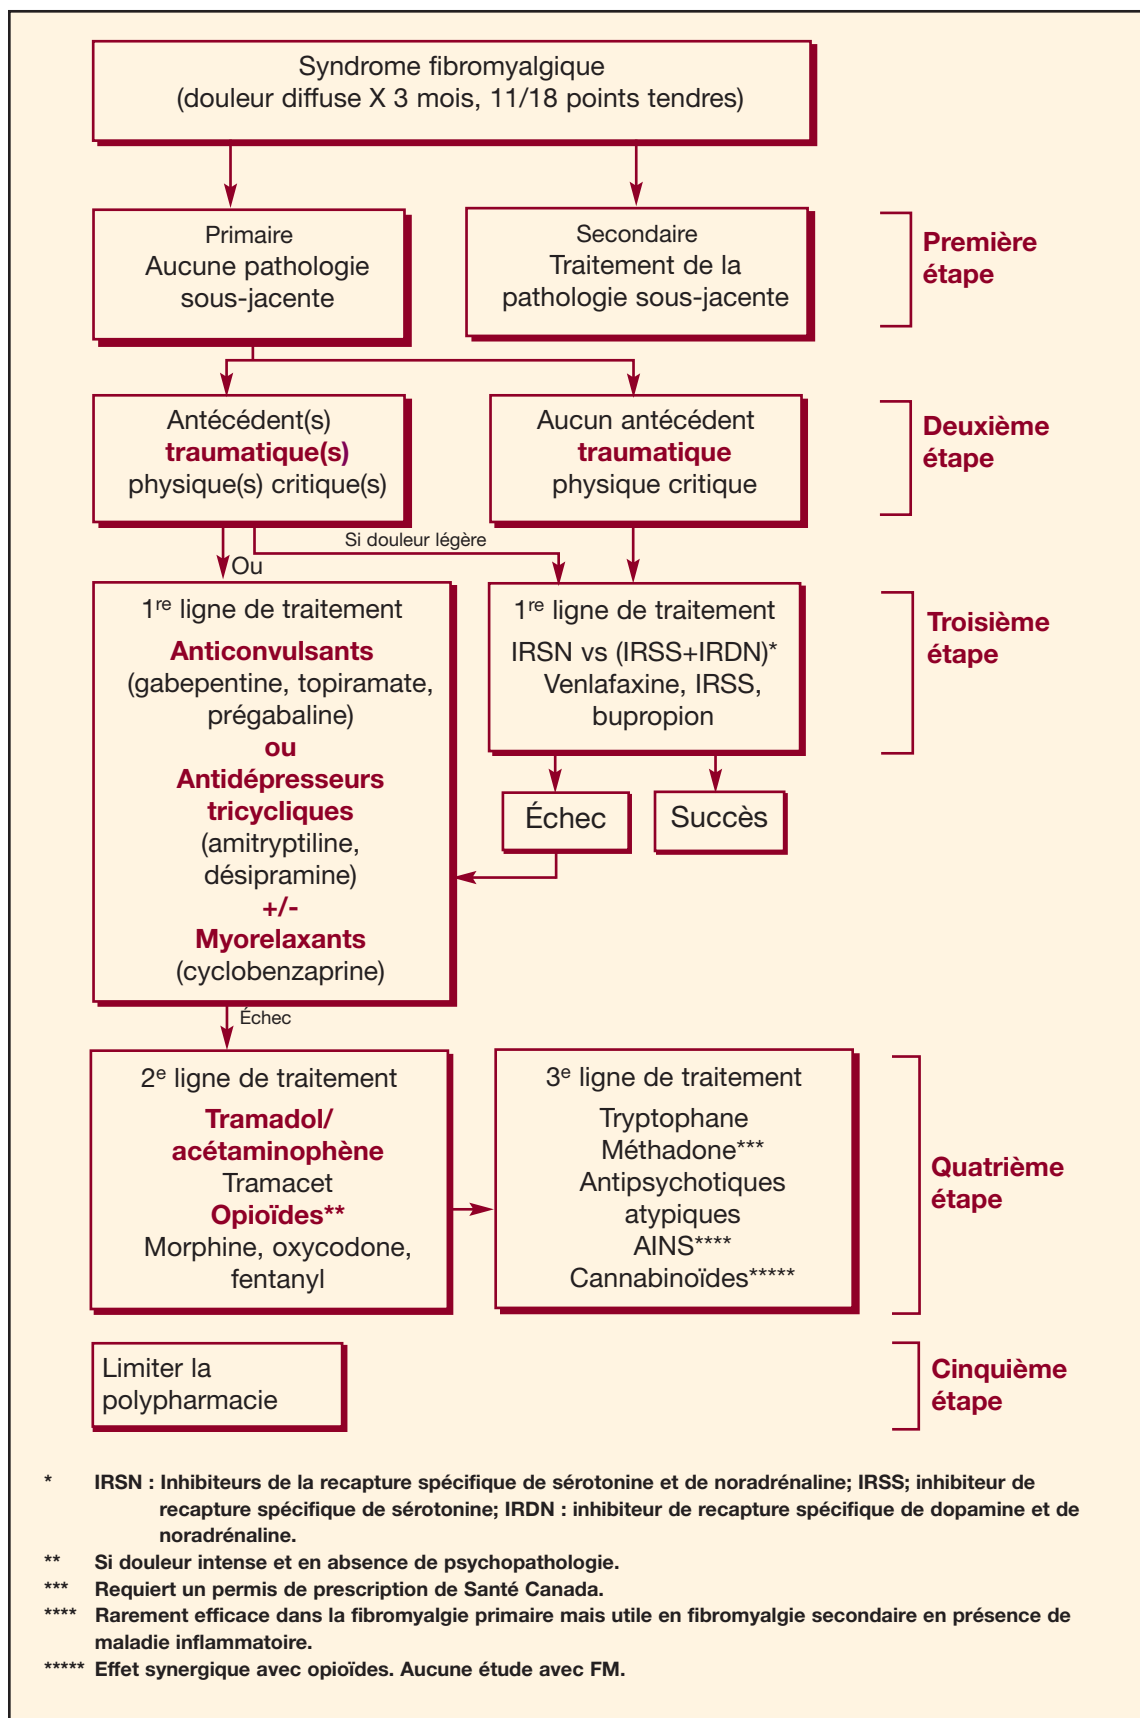 Syndrome fibromyalgique
(douleur diffuse X 3 mois, 11/18 points tendres)
Primaire
Aucune pathologie
sous-jacente
Secondaire
Traitement de la
pathologie sous-jacente
Première
étape
Antécédent(s)
traumatique(s)
physique(s) critique(s)
Aucun antécédent
traumatique
physique critique
Deuxième
étape
Si douleur légère
Ou
1re ligne de traitement
Anticonvulsants
(gabepentine, topiramate,
prégabaline)
ou
Antidépresseurs
tricycliques
(amitryptiline,
désipramine)
+/-
Myorelaxants
(cyclobenzaprine)
1re ligne de traitement
IRSN vs (IRSS+IRDN)*
Venlafaxine, IRSS,
bupropion
Troisième
étape
Échec
Succès
Échec
2e ligne de traitement
Tramadol/
acétaminophène
Tramacet
Opioïdes**
Morphine, oxycodone,
fentanyl
3e ligne de traitement
Tryptophane
Méthadone***
Antipsychotiques
atypiques
AINS****
Cannabinoïdes*****
Quatrième
étape
Limiter la
polypharmacie
Cinquième
étape
* IRSN : Inhibiteurs de la recapture spécifique de sérotonine et de noradrénaline; IRSS; inhibiteur de
recapture spécifique de sérotonine; IRDN : inhibiteur de recapture spécifique de dopamine et de
noradrénaline.
** Si douleur intense et en absence de psychopathologie.
*** Requiert un permis de prescription de Santé Canada.
**** Rarement efficace dans la fibromyalgie primaire mais utile en fibromyalgie secondaire en présence de
maladie inflammatoire.
***** Effet synergique avec opioïdes. Aucune étude avec FM.